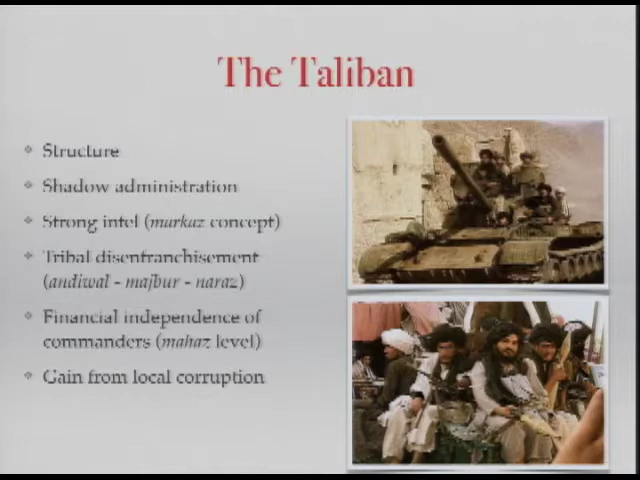 The Taliban
Structure
Shadow administration
Strong intel (markaz concept)
Tribal disenfranchisement
(andiwal - majbur - naraz)
Financial independence of
commanders (mahaz level)
Gain from local corruption